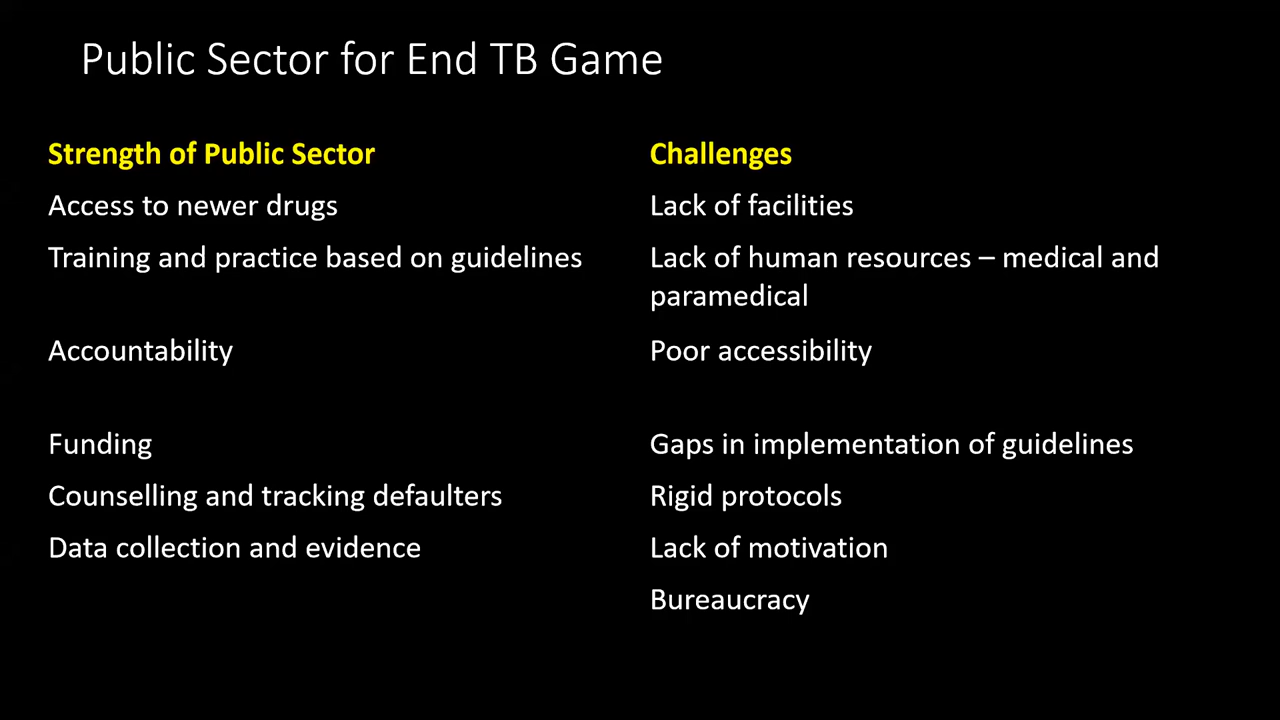 Public Sector for End TB Game
Strength of Public Sector
Challenges
Access to newer drugs
Lack of facilities
Training and practice based on guidelines
Lack of human resources – medical and
paramedical
Accountability
Poor accessibility
Funding
Gaps in implementation of guidelines
Counselling and tracking defaulters
Rigid protocols
Data collection and evidence
Lack of motivation
Bureaucracy